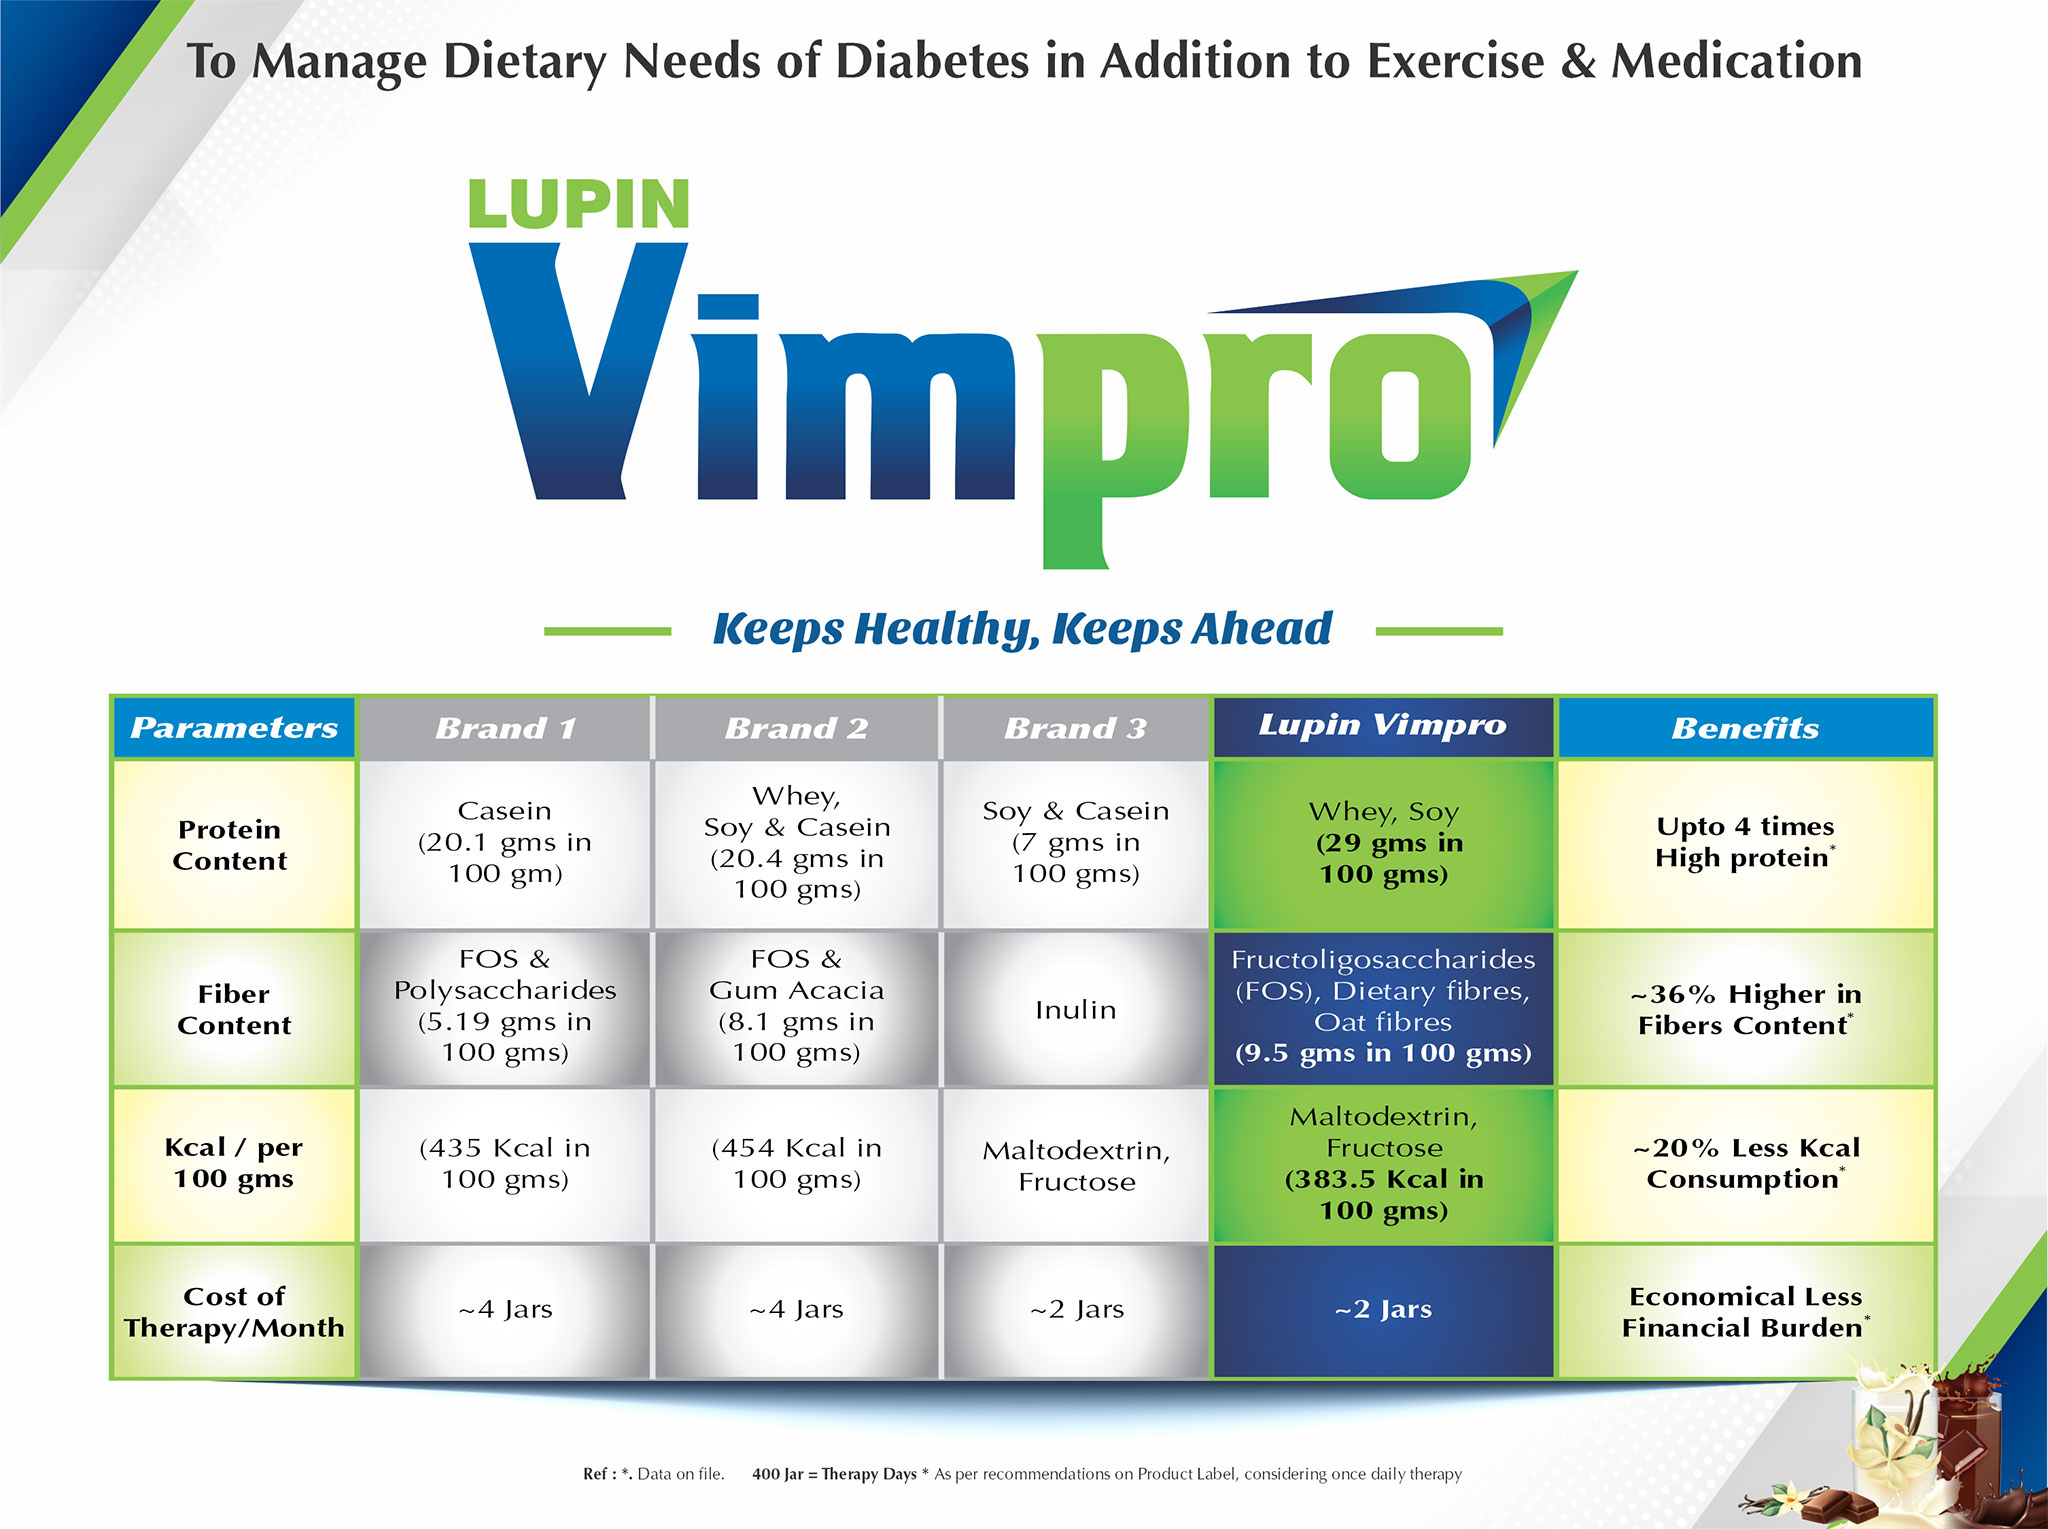 To Manage Dietary Needs of Diabetes in Addition to Exercise & Medication
LUPIN
Vimpro
Keeps Healthy, Keeps Ahead
Parameters
Brand 1
Brand 2
Brand 3
Lupin Vimpro
Benefits
Protein
Content
Casein
(20.1 gms in
100 gm)
Whey,
Soy & Casein
(20.4 gms in
100 gms)
Soy & Casein
(7 gms in
100 gms)
Whey, Soy
(29 gms in
100 gms)
Upto 4 times
High protein*
Fiber
Content
FOS &
Polysaccharides
(5.19 gms in
100 gms)
FOS &
Gum Acacia
(8.1 gms in
100 gms)
Inulin
Fructoligosaccharides
(FOS), Dietary fibres,
Oat fibres
(9.5 gms in 100 gms)
~36% Higher in
Fibers Content*
Kcal / per
100 gms
(435 Kcal in
100 gms)
(454 Kcal in
100 gms)
Maltodextrin,
Fructose
Maltodextrin,
Fructose
(383.5 Kcal in
100 gms)
~20% Less Kcal
Consumption*
Cost of
Therapy/Month
~4 Jars
~4 Jars
~2 Jars
~2 Jars
Economical Less
Financial Burden*
Ref : *. Data on file. 400 Jar = Therapy Days * As per recommendations on Product Label, considering once daily therapy